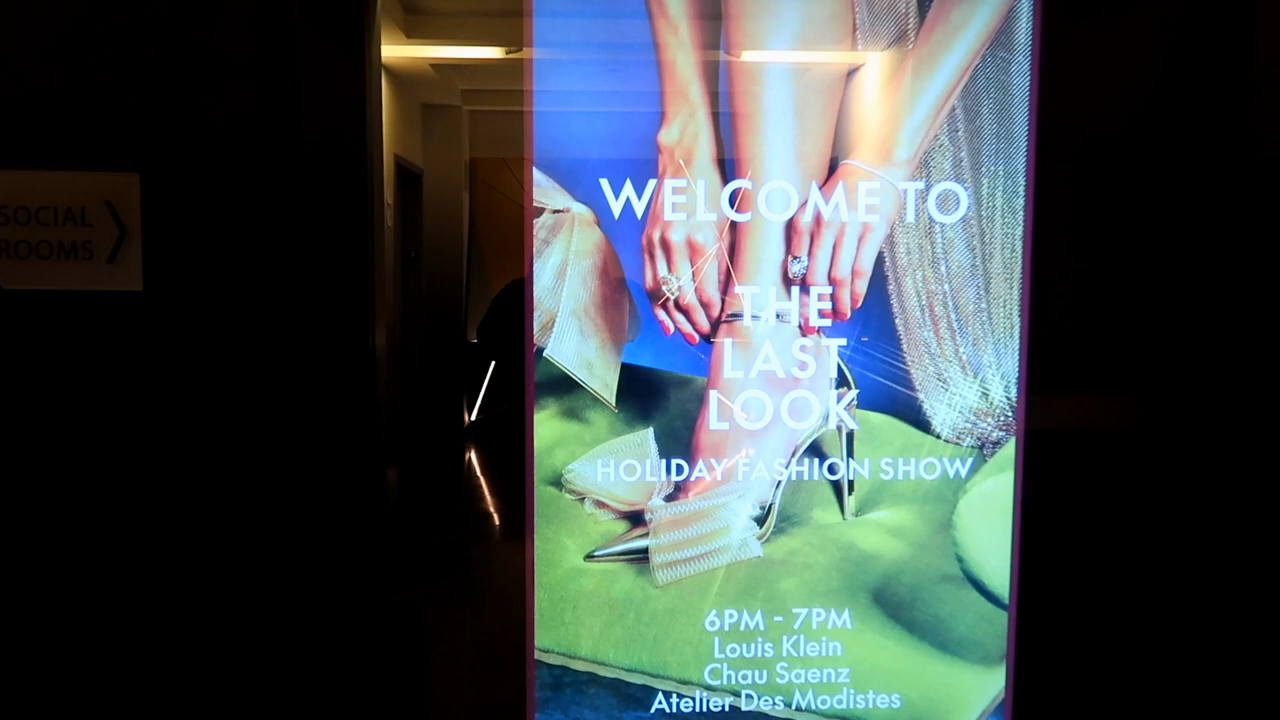 SOCIAL
ROOMS
WELCOME TO
THE
LAST
LOOK
HOLIDAY FASHION SHOW
6PM - 7PM
Louis Klein
Chau Saenz
Atelier Des Modistes